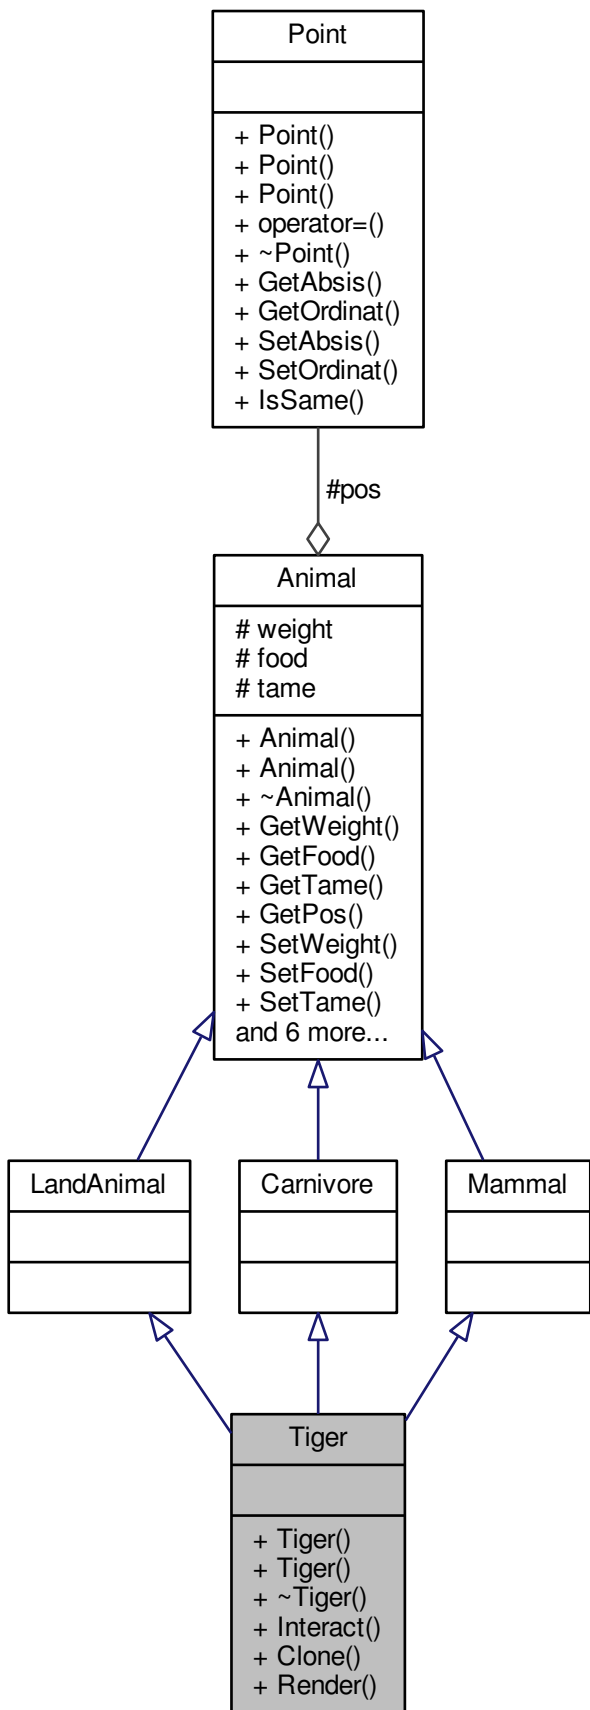 Point
+ Point()
+ Point()
+ Point()
+ operator=()
+ ~Point()
+ GetAbsis()
+ GetOrdinat()
+ SetAbsis()
+ SetOrdinat()
+ IsSame()
#pos
Animal
# weight
# food
# tame
+ Animal()
+ Animal()
+ ~Animal()
+ GetWeight()
+ GetFood()
+ GetTame()
+ GetPos()
+ SetWeight()
+ SetFood()
+ SetTame()
and 6 more...
LandAnimal
Carnivore
Mammal
Tiger
+ Tiger()
+ Tiger()
+ ~Tiger()
+ Interact()
+ Clone()
+ Render()